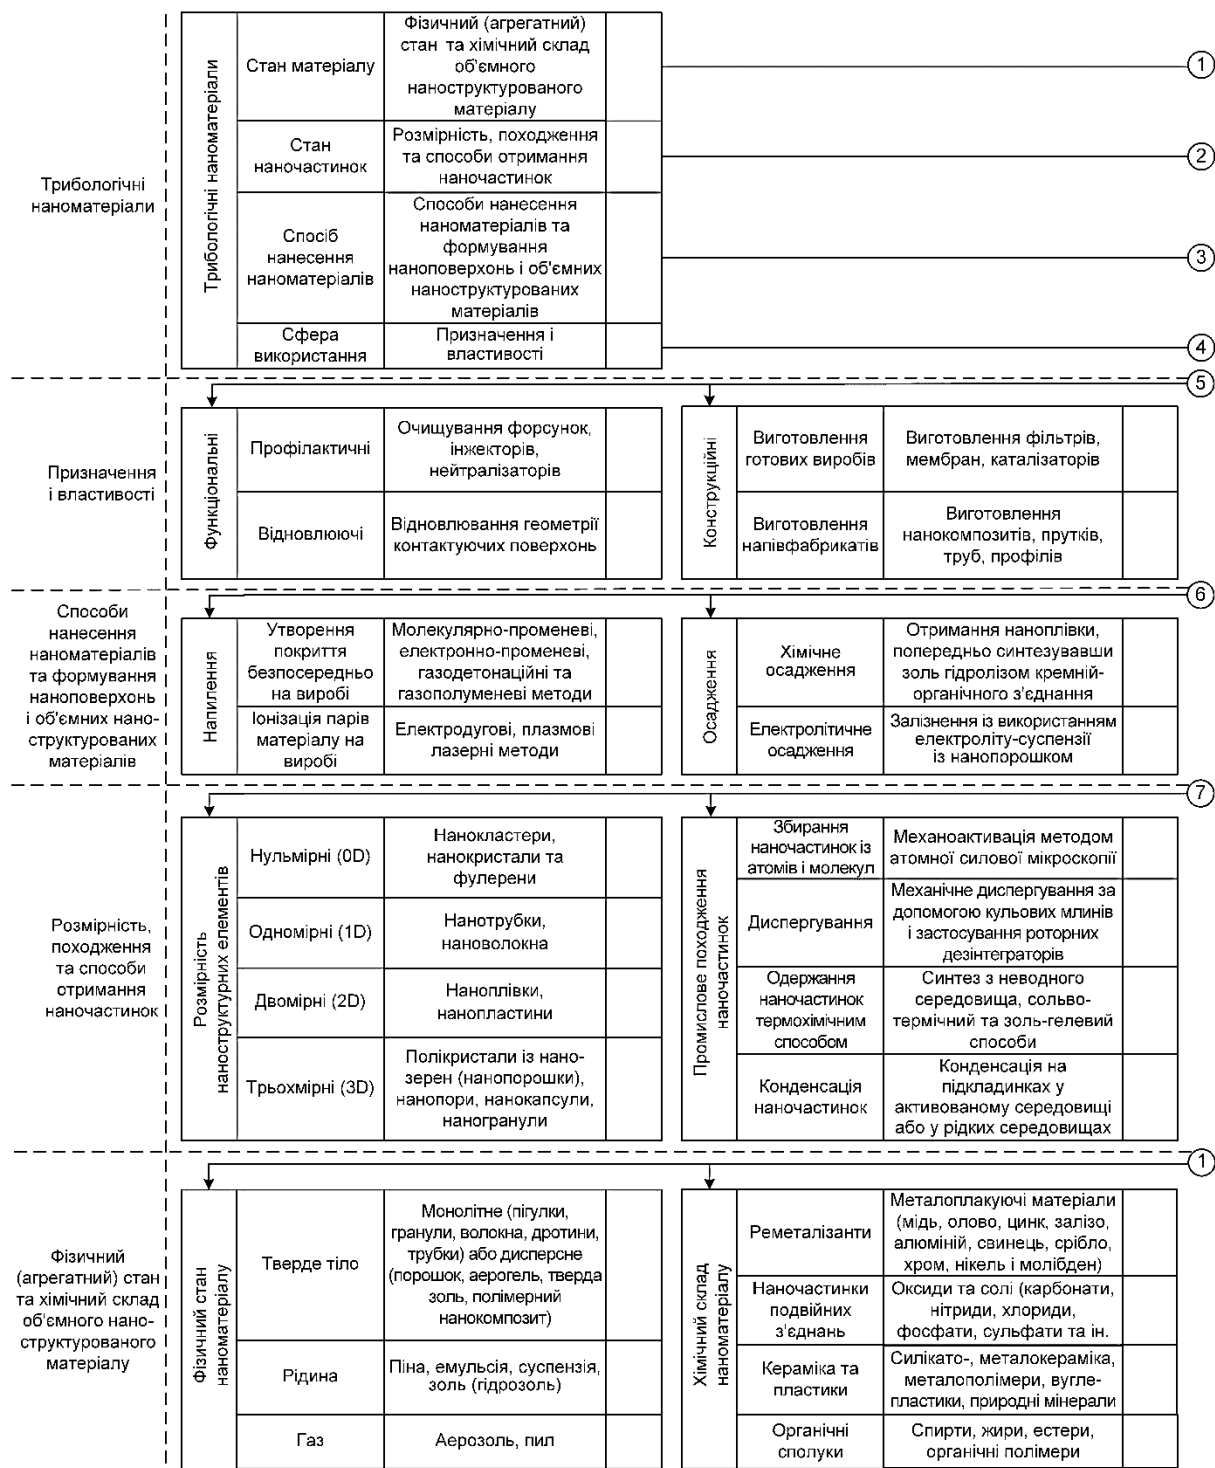 Трибологічні
наноматеріали
Трибологічні наноматеріали
Стан матеріалу
Фізичний (агрегатний)
стан та хімічний склад
об'ємного
наноструктурованого
матеріалу
1
Стан
наночастинок
Розмірність, походження
та способи отримання
наночастинок
2
Спосіб
нанесення
наноматеріалів
Способи нанесення
наноматеріалів та
формування
наноповерхонь і об'ємних
наноструктурованих
матеріалів
3
Сфера
використання
Призначення і
властивості
4
5
Призначення
і властивості
Функціональні
Профілактичні
Очищування форсунок,
інжекторів,
нейтралізаторів
Відновлюючі
Відновлювання геометрії
контактуючих поверхонь
Конструкційні
Виготовлення
готових виробів
Виготовлення фільтрів,
мембран, каталізаторів
Виготовлення
напівфабрикатів
Виготовлення
нанокомпозитів, прутків,
труб, профілів
6
Способи
нанесення
наноматеріалів
та формування
наноповерхонь
і об'ємних нано-
структурованих
матеріалів
Напилення
Утворення
покриття
безпосередньо
на виробі
Молекулярно-променеві,
електронно-променеві,
газодетонаційні та
газополуменеві методи
Іонізація парів
матеріалу на
виробі
Електродугові, плазмові
лазерні методи
Осадження
Хімічне
осадження
Отримання наноплівки,
попередньо синтезувавши
золь гідролізом кремній-
органічного з’єднання
Електролітичне
осадження
Залізнення із використанням
електроліту-суспензії
із нанопорошком
7
Розмірність,
походження
та способи
отримання
наночастинок
Розмірність
наноструктурних елементів
Нульмірні (0D)
Нанокластери,
нанокристали та
фулерени
Одномірні (1D)
Нанотрубки,
нановолокна
Двомірні (2D)
Наноплівки,
нанопластини
Трьохмірні (3D)
Полікристали із нано-
зерен (нанопорошки),
нанопори, нанокапсули,
наногранули
Промислове походження
наночастинок
Збирання
наночастинок із
атомів і молекул
Механоактивація методом
атомної силової мікроскопії
Диспергування
Механічне диспергування за
допомогою кульових млинів
і застосування роторних
дезінтеграторів
Одержання
наночастинок
термохімічним
способом
Синтез з неводного
середовища, сольво-
термічний та золь-гелевий
способи
Конденсація
наночастинок
Конденсація на
підкладинках у
активованому середовищі
або у рідких середовищах
1
Фізичний
(агрегатний) стан
та хімічний склад
об'ємного нано-
структурованого
матеріалу
Фізичний стан
наноматеріалу
Тверде тіло
Монолітне (пігулки,
гранули, волокна, дротини,
трубки) або дисперсне
(порошок, аерогель, тверда
золь, полімерний
нанокомпозит)
Рідина
Піна, емульсія, суспензія,
золь (гідрозоль)
Газ
Аерозоль, пил
Хімічний склад
наноматеріалу
Реметалізанти
Металоплакуючі матеріали
(мідь, олово, цинк, залізо,
алюміній, свинець, срібло,
хром, нікель і молібден)
Наночастинки
подвійних
з’єднань
Оксиди та солі (карбонати,
нітриди, хлориди,
фосфати, сульфати та ін.
Кераміка та
пластики
Силікато-, металокераміка,
металополімери, вугле-
пластики, природні мінерали
Органічні
сполуки
Спирти, жири, естери,
органічні полімери